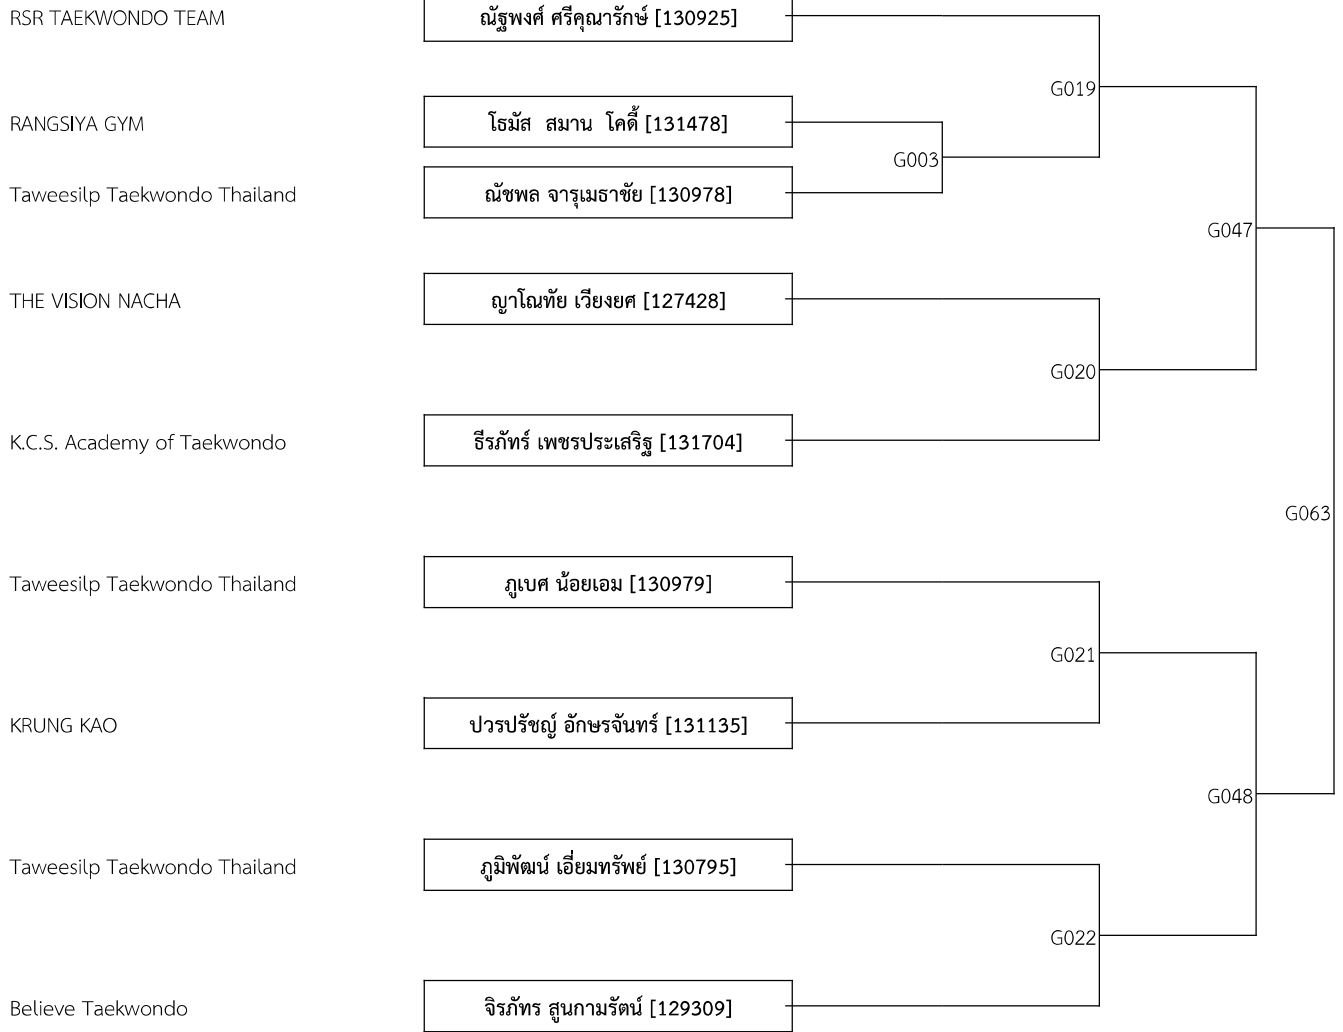 RSR TAEKWONDO TEAM ณัฐพงศ์ ศรีคุณารักษ์ [130925]
G019
RANGSIYA GYM โธมัส สมาน โคดี้ [131478]
G003
Taweesilp Taekwondo Thailand ณัชพล จารุเมธาชัย [130978]
G047
THE VISION NACHA ญาโณทัย เวียงยศ [127428]
G020
K.C.S. Academy of Taekwondo ธีรภัทร์ เพชรประเสริฐ [131704]
G063
Taweesilp Taekwondo Thailand ภูเบศ น้อยเอม [130979]
G021
KRUNG KAO ปวรปรัชญ์ อักษรจันทร์ [131135]
G048
Taweesilp Taekwondo Thailand ภูมิพัฒน์ เอี่ยมทรัพย์ [130795]
G022
Believe Taekwondo จิรภัทร สูนกามรัตน์ [129309]